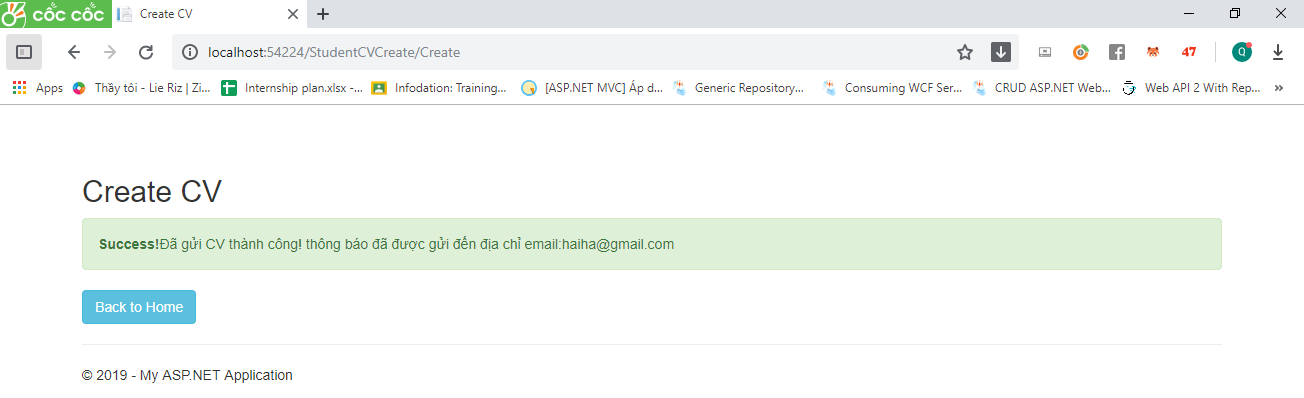 CỐC CỐC Create CV
localhost:54224/StudentCVCreate/Create 47 Q
Apps Thầy tôi - Lie Riz | Zi... Internship plan.xlsx -... Infodation: Training... [ASP.NET MVC] Áp d... Generic Repository... Consuming WCF Ser... CRUD ASP.NET Web... Web API 2 With Rep... »
Create CV
Success!Đã gửi CV thành công! thông báo đã được gửi đến địa chỉ email:haiha@gmail.com
Back to Home
© 2019 - My ASP.NET Application